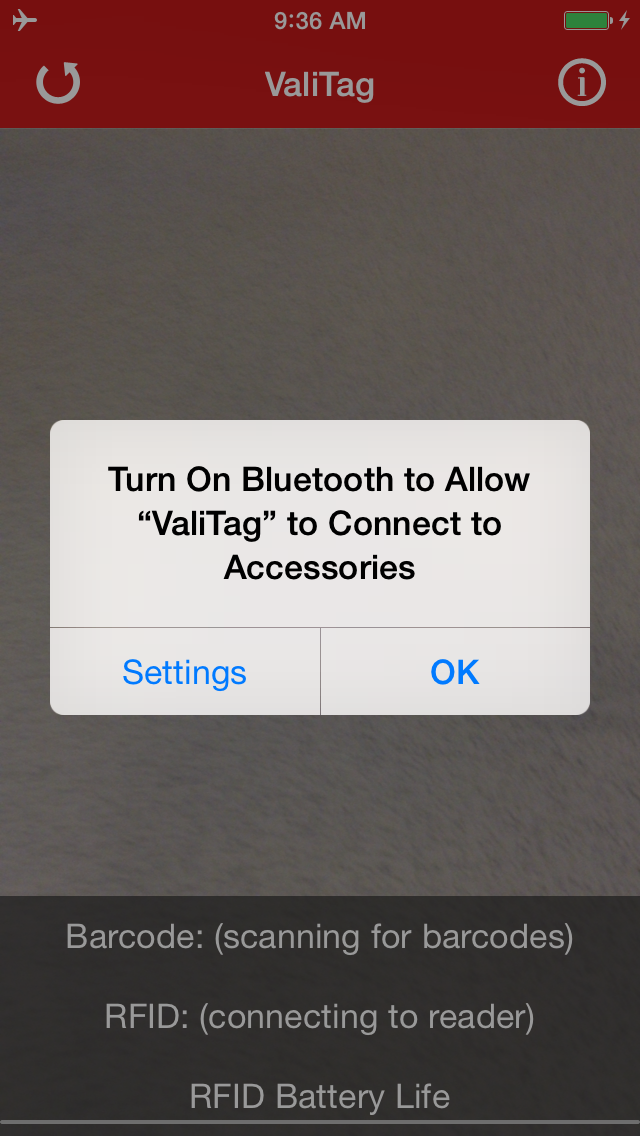 9:36 AM
ValiTag
Turn On Bluetooth to Allow
“ValiTag” to Connect to
Accessories
Settings
OK
Barcode: (scanning for barcodes)
RFID: (connecting to reader)
RFID Battery Life